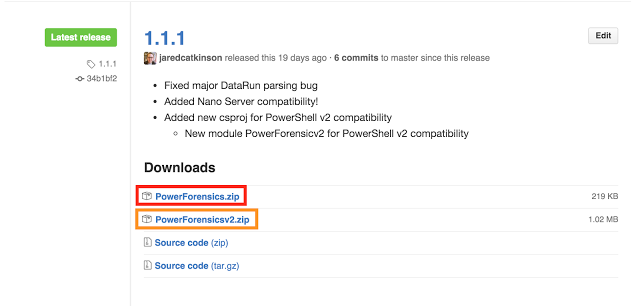 Latest release
1.1.1
34b1bf2
1.1.1
Edit
jaredcatkinson released this 19 days ago · 6 commits to master since this release
Fixed major DataRun parsing bug
Added Nano Server compatibility!
Added new csproj for PowerShell v2 compatibility
New module PowerForensicv2 for PowerShell v2 compatibility
Downloads
PowerForensics.zip 219 KB
PowerForensicsv2.zip 1.02 MB
Source code (zip)
Source code (tar.gz)